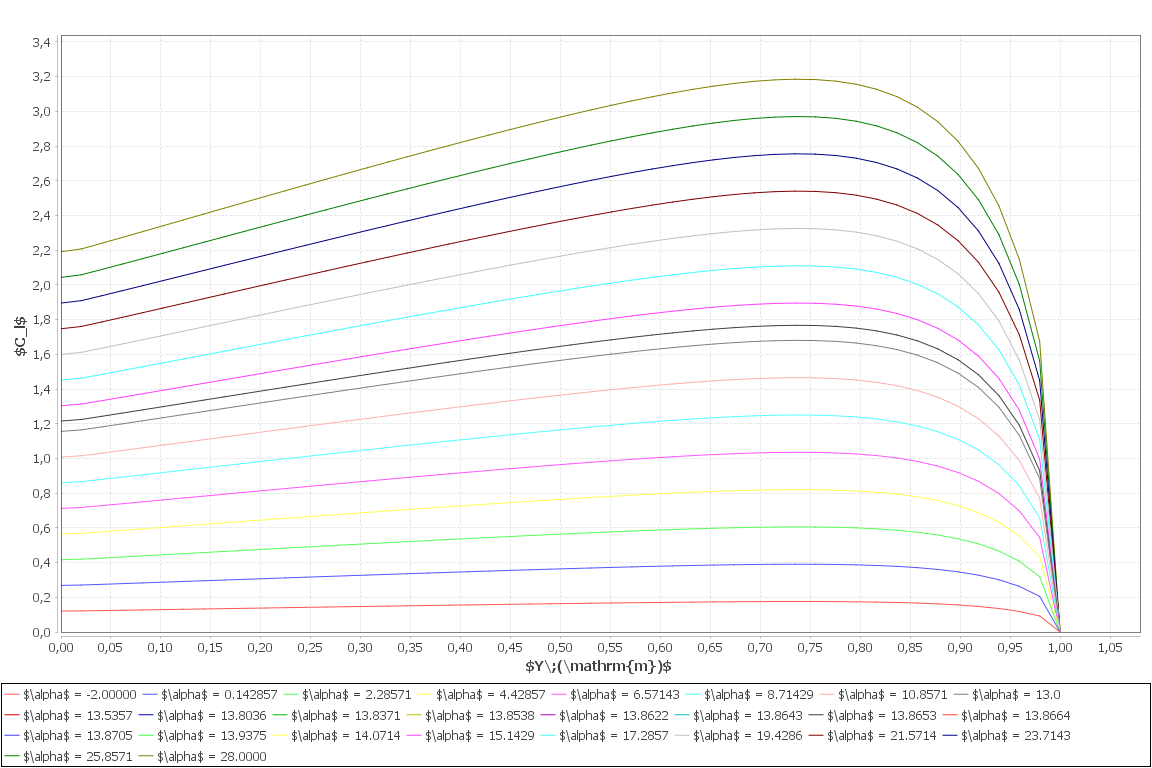 3,4
3,2
3,0
2,8
2,6
2,4
2,2
2,0
1,8
1,6
1,4
1,2
1,0
0,8
0,6
0,4
0,2
0,0
$C_l$
0,00 0,05 0,10 0,15 0,20 0,25 0,30 0,35 0,40 0,45 0,50 0,55 0,60 0,65 0,70 0,75 0,80 0,85 0,90 0,95 1,00 1,05
$Y\;(\mathrm{m})$
$\alpha$ = -2.00000 $\alpha$ = 0.142857 $\alpha$ = 2.28571 $\alpha$ = 4.42857 $\alpha$ = 6.57143 $\alpha$ = 8.71429 $\alpha$ = 10.8571 $\alpha$ = 13.0
$\alpha$ = 13.5357 $\alpha$ = 13.8036 $\alpha$ = 13.8371 $\alpha$ = 13.8538 $\alpha$ = 13.8622 $\alpha$ = 13.8643 $\alpha$ = 13.8653 $\alpha$ = 13.8664
$\alpha$ = 13.8705 $\alpha$ = 13.9375 $\alpha$ = 14.0714 $\alpha$ = 15.1429 $\alpha$ = 17.2857 $\alpha$ = 19.4286 $\alpha$ = 21.5714 $\alpha$ = 23.7143
$\alpha$ = 25.8571 $\alpha$ = 28.0000